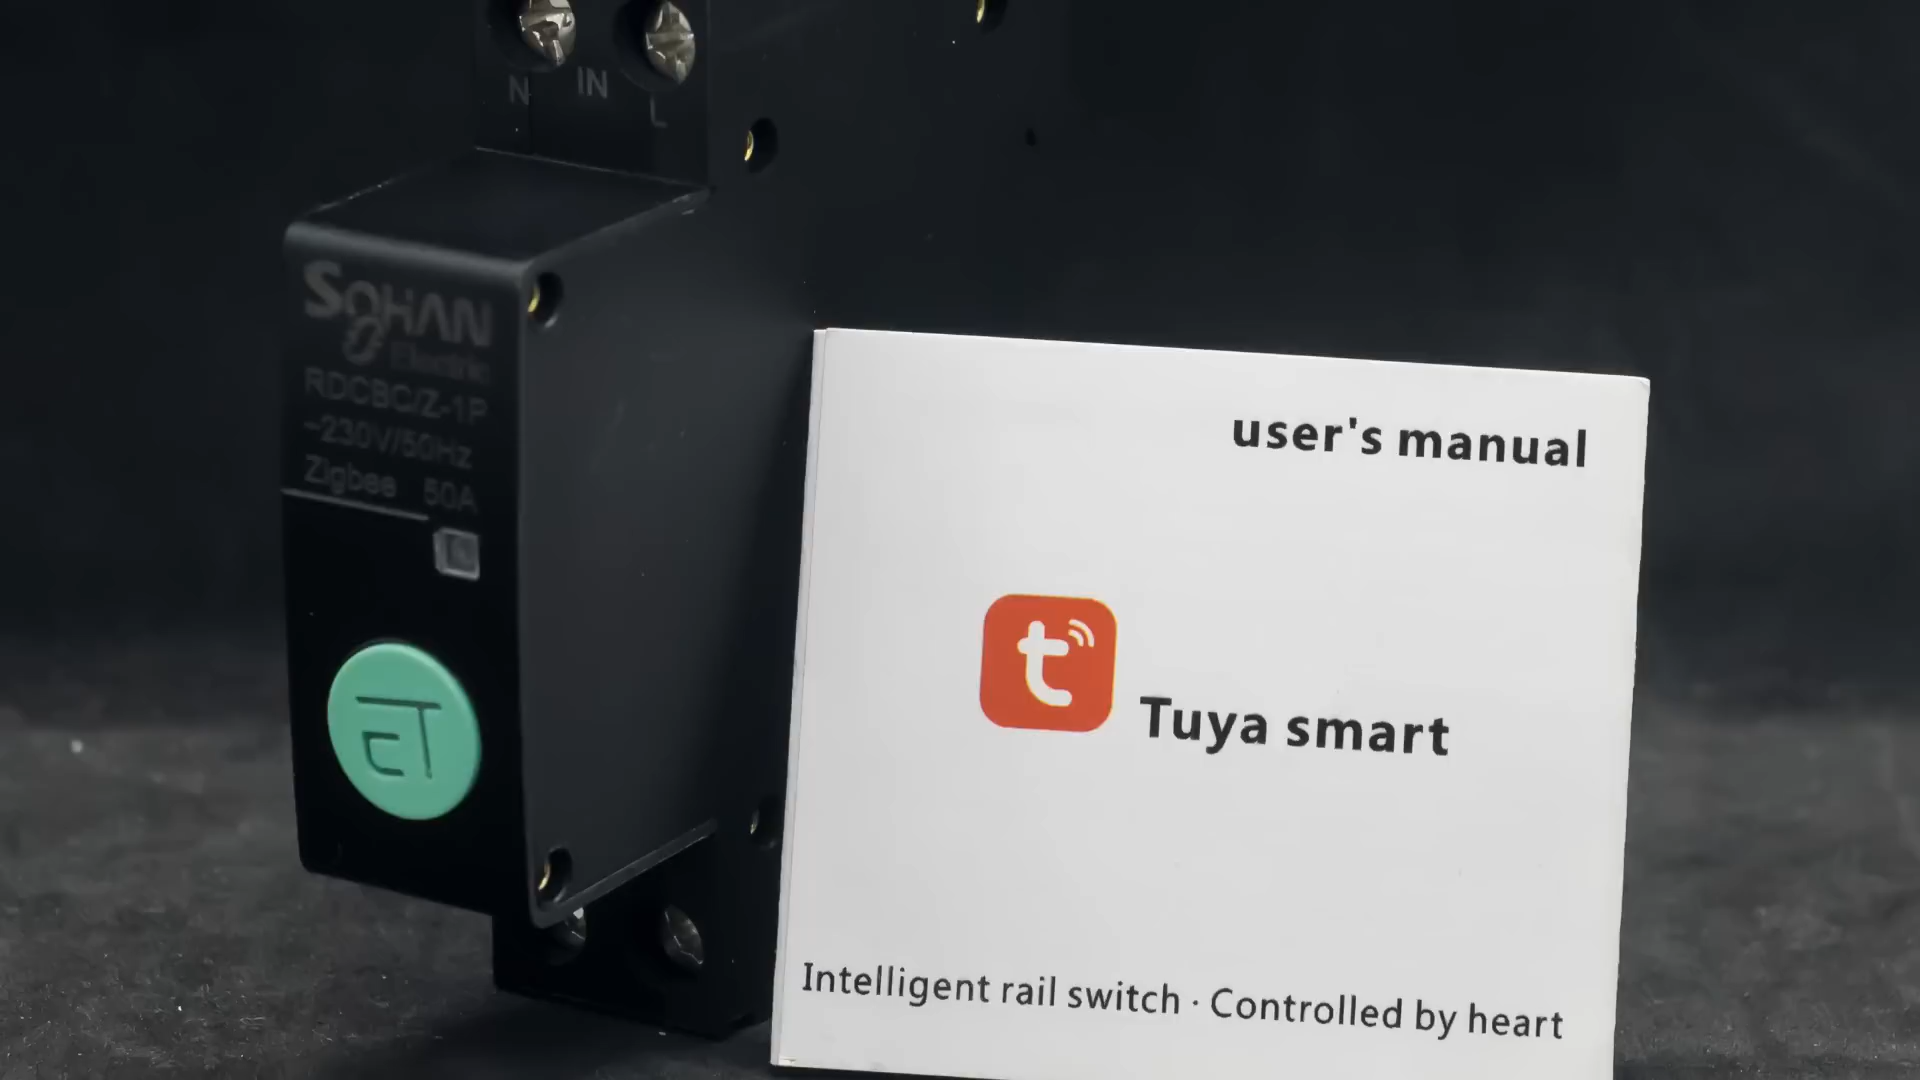 N IN L
SOHAN
Electric
RDCBC/Z-1P
~230V/50Hz
Zigbee 50A
user's manual
t
Tuya smart
Intelligent rail switch · Controlled by heart